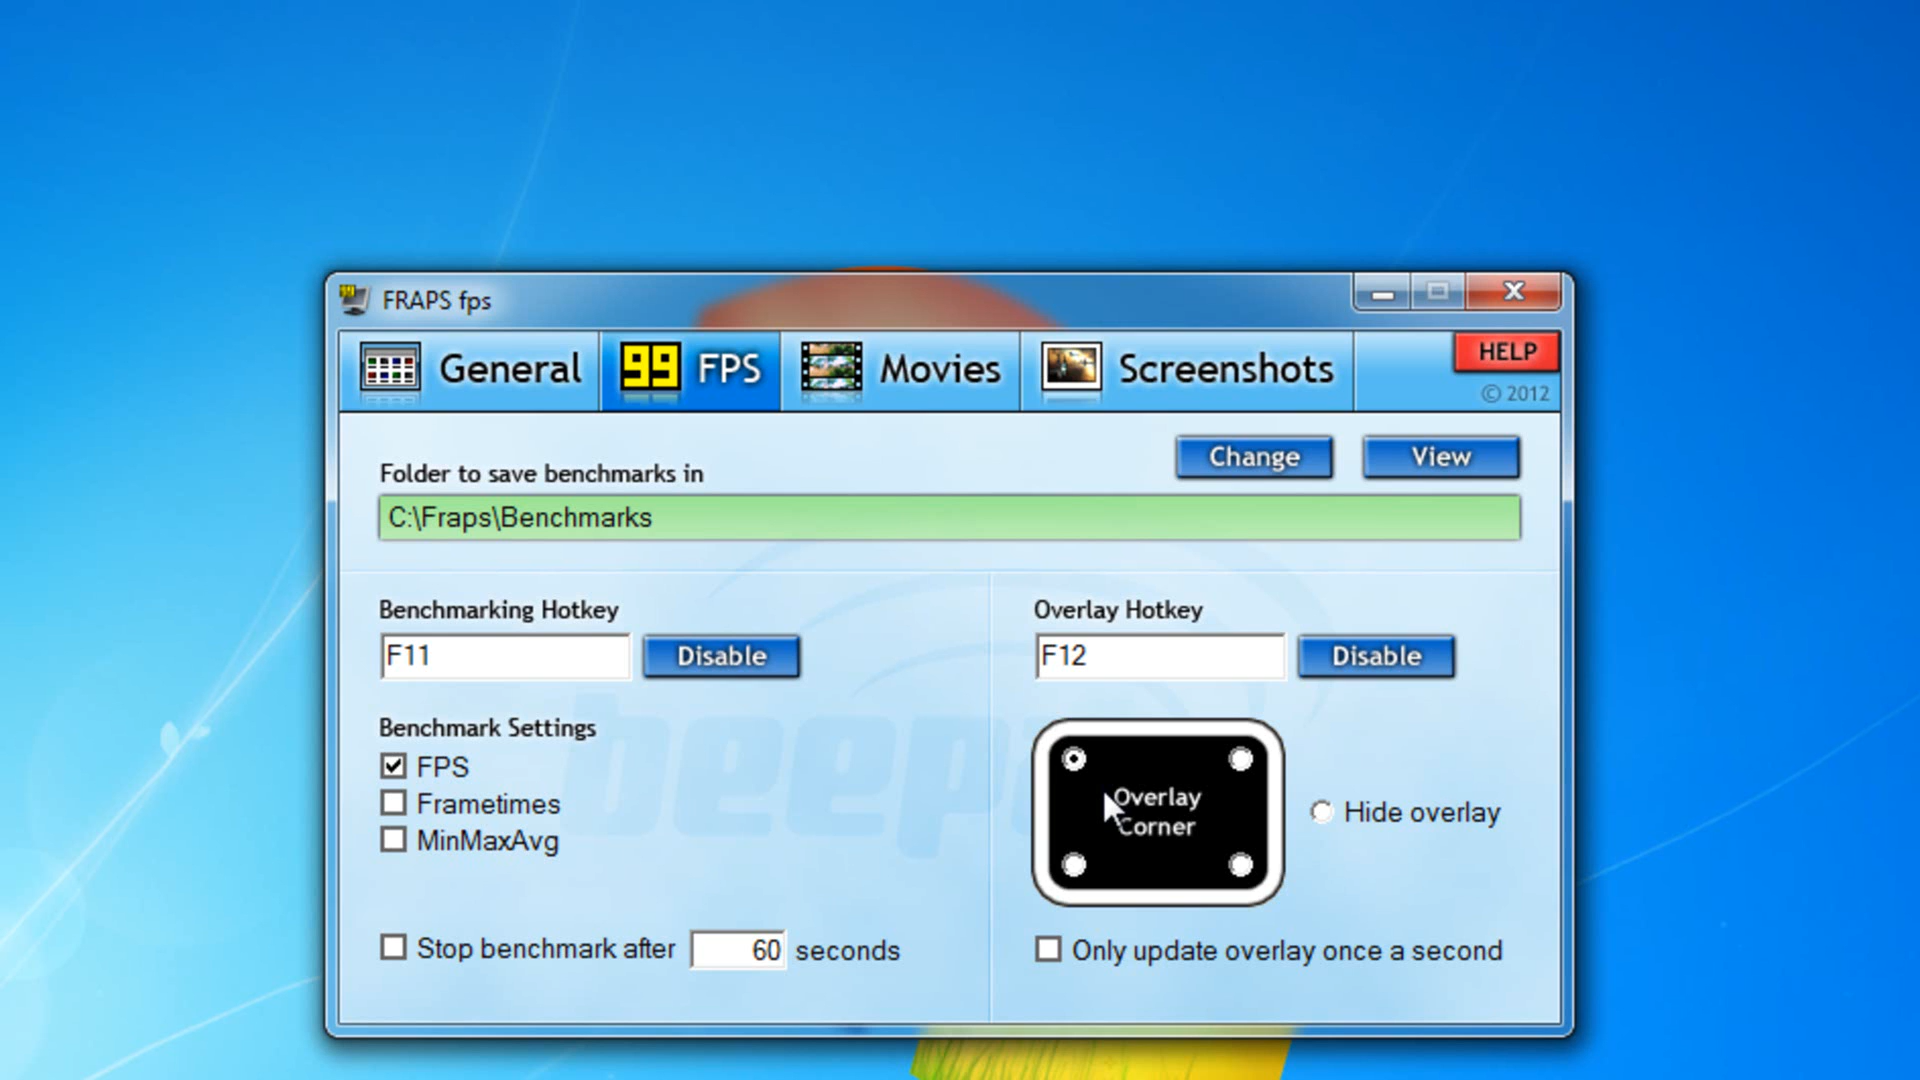 FRAPS fps
General
99 FPS
Movies
Screenshots
HELP
© 2012
Folder to save benchmarks in
Change
View
C:\Fraps\Benchmarks
Benchmarking Hotkey
F11
Disable
Benchmark Settings
FPS
Frametimes
MinMaxAvg
Stop benchmark after 60 seconds
Overlay Hotkey
F12
Disable
Overlay
Corner
Hide overlay
Only update overlay once a second